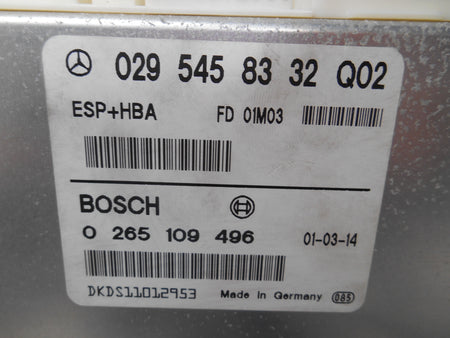 029 545 83 32 Q02
ESP+HBA FD 01M03
BOSCH
0 265 109 496 01-03-14
DKDS11012953 Made in Germany 085